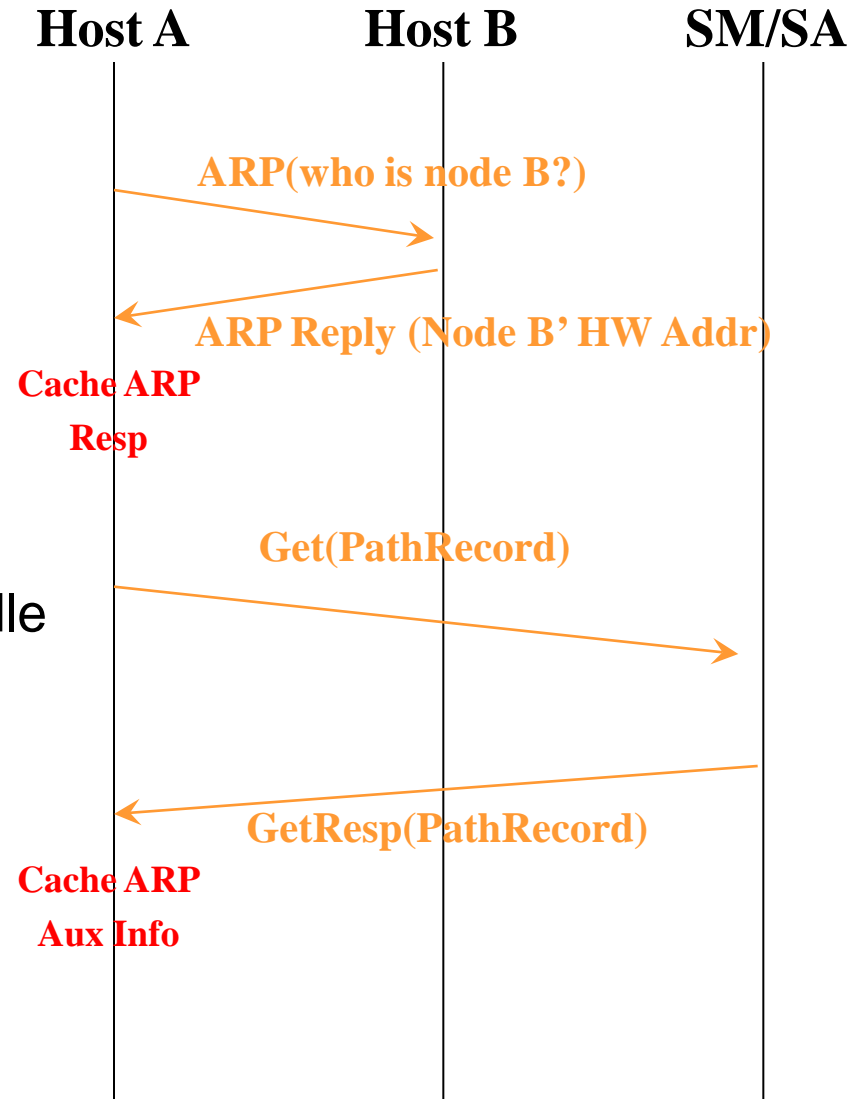 Host A Host B SM/SA
ARP(who is node B?)
ARP Reply (Node B’ HW Addr)
Cache ARP
Resp
Get(PathRecord)
GetResp(PathRecord)
Cache ARP
Aux Info